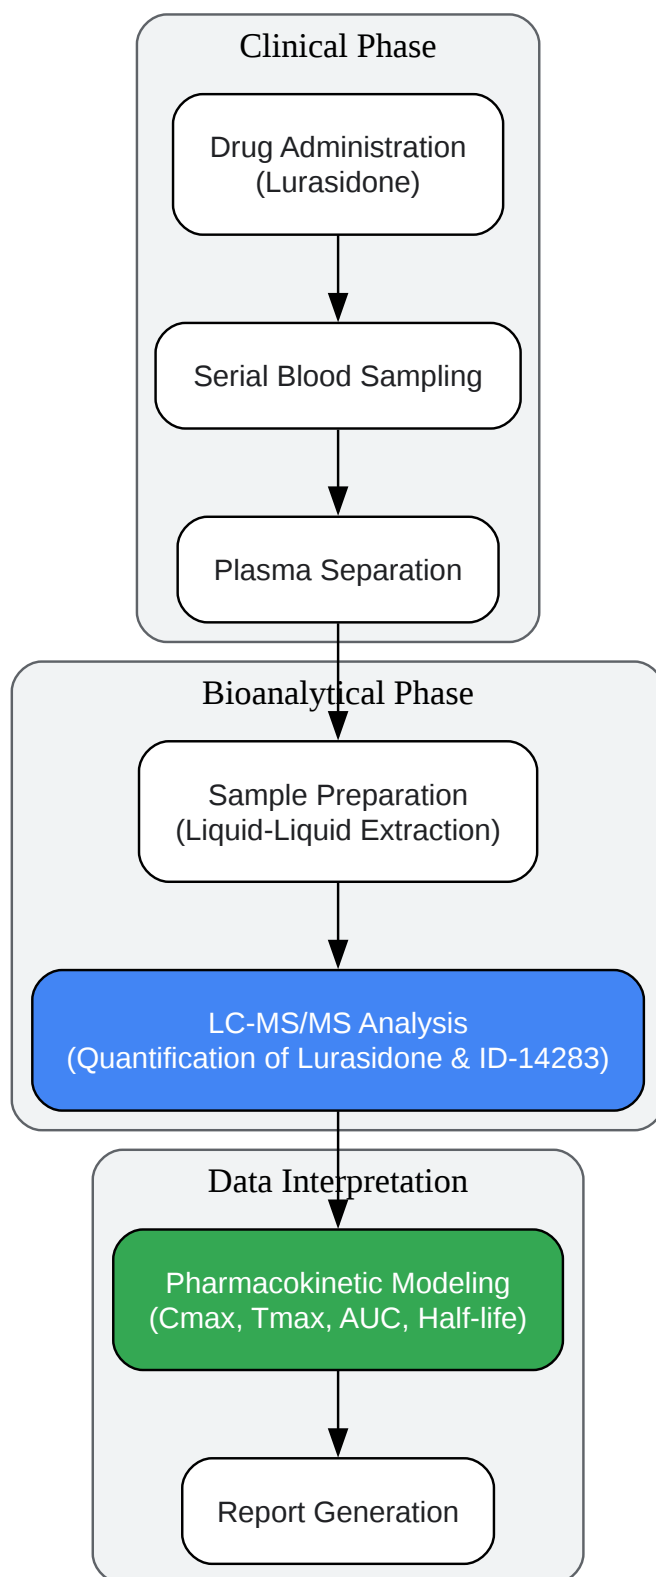 Clinical Phase
Drug Administration
(Lurasidone)
Serial Blood Sampling
Plasma Separation
Bioanalytical Phase
Sample Preparation
(Liquid-Liquid Extraction)
LC-MS/MS Analysis
(Quantification of Lurasidone & ID-14283)
Data Interpretation
Pharmacokinetic Modeling
(Cmax, Tmax, AUC, Half-life)
Report Generation